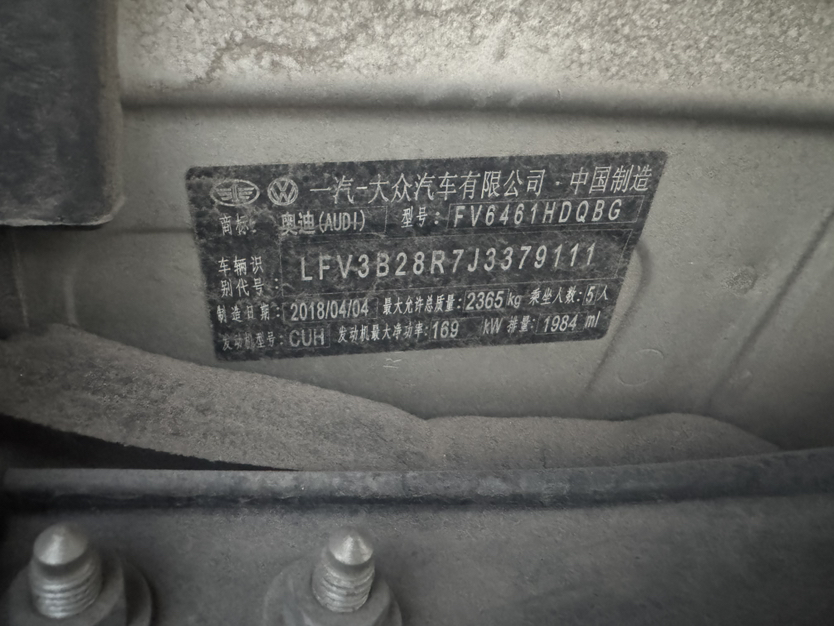 一汽-大众汽车有限公司·中国制造
商标: 奥迪(AUDI) 型号: FV6461HDQBG
车辆识别代号: LFV3B28R7J3379111
制造日期: 2018/04/04 最大允许总质量: 2365 kg 乘坐人数: 5人
发动机型号: CUH 发动机最大净功率: 169 kW 排量: 1984 ml